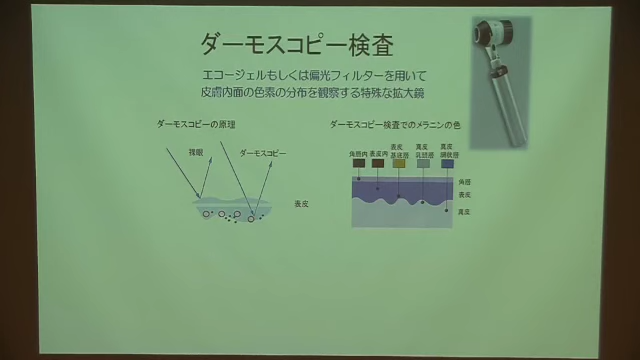 ダーモスコピー検査
エコージェルもしくは偏光フィルターを用いて
皮膚内面の色素の分布を観察する特殊な拡大鏡
ダーモスコピーの原理
ダーモスコピー検査でのメラニンの色
裸眼
ダーモスコピー
表皮
角層内
表皮内
表皮
基底層
真皮
乳頭層
真皮
網状層
角層
表皮
真皮